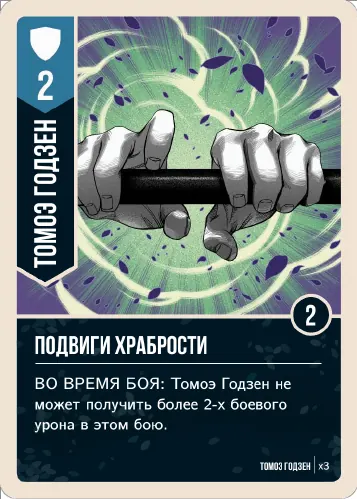 2
ТОМОЭ ГОДЗЕН
2
ПОДВИГИ ХРАБРОСТИ
ВО ВРЕМЯ БОЯ: Томоэ Годзен не
может получить более 2-х боевого
урона в этом бою.
ТОМОЭ ГОДЗЕН | x3